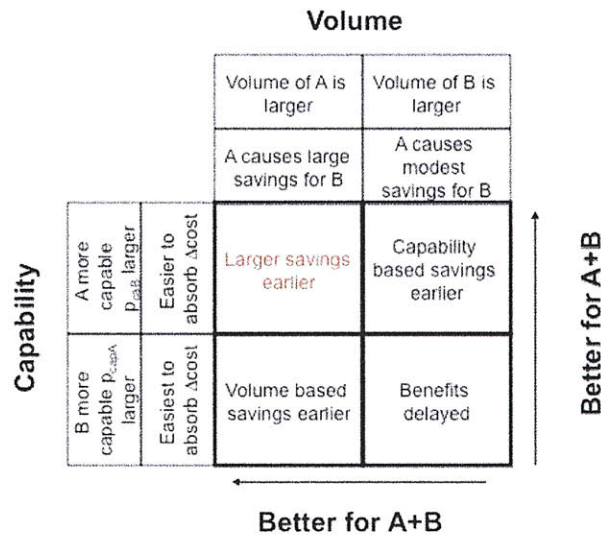 Volume
Volume of A is
larger
Volume of B is
larger
A causes large
savings for B
A causes
modest
savings for B
Capability
A more
capable
pcaB larger
Easier to
absorb Δcost
Larger savings
earlier
Capability
based savings
earlier
B more
capable pcapA
larger
Easiest to
absorb Δcost
Volume based
savings earlier
Benefits
delayed
Better for A+B
Better for A+B